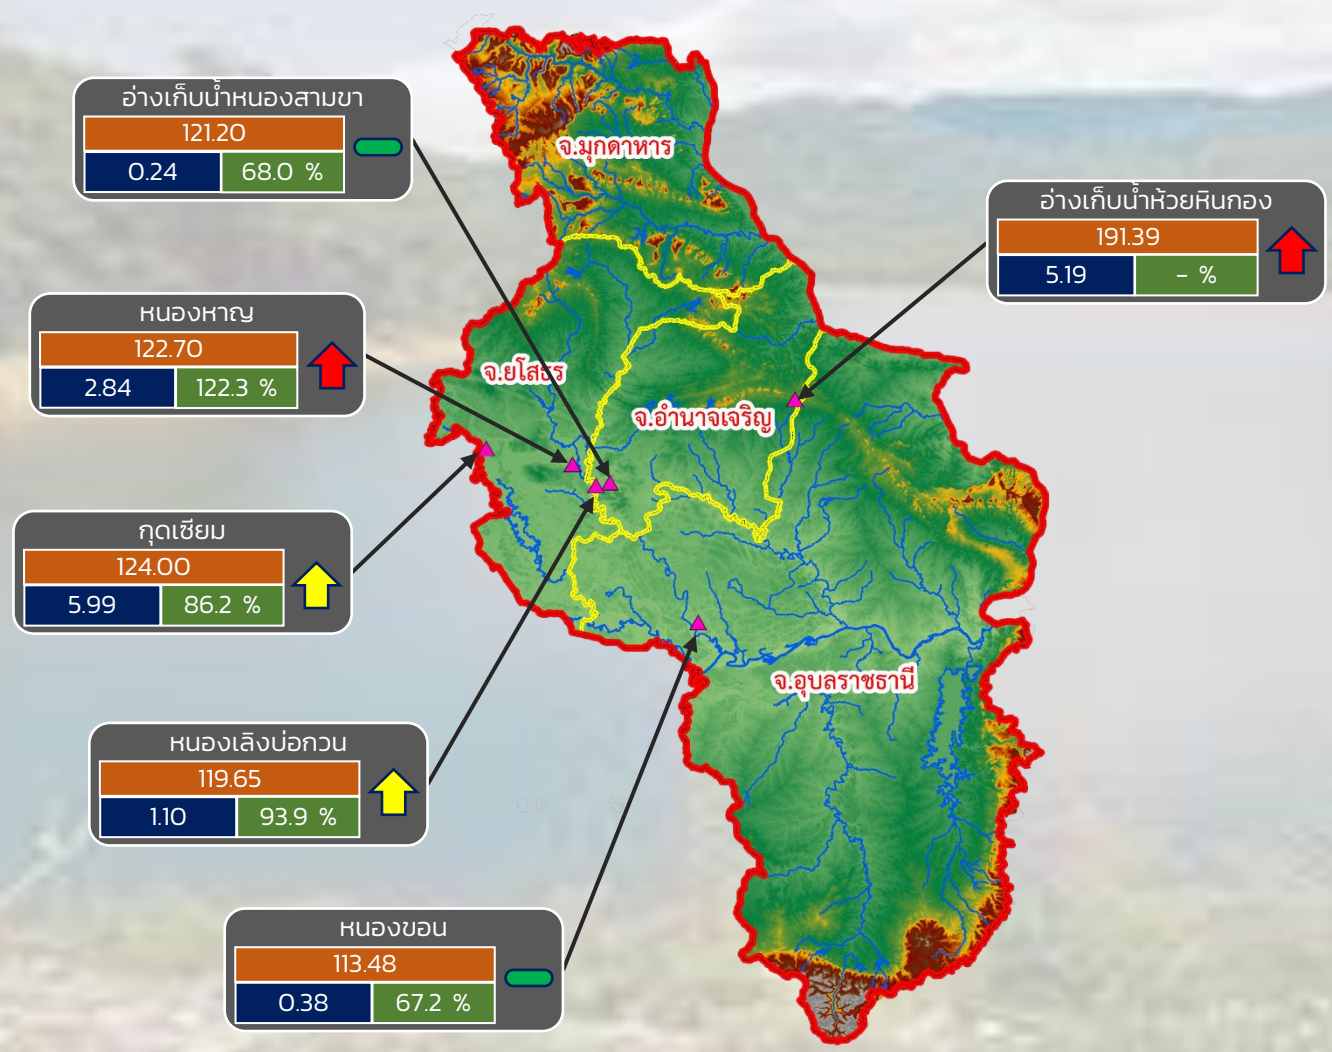 อ่างเก็บน้ำหนองสามขา
121.20
0.24 68.0 %
จ.มุกดาหาร
อ่างเก็บน้ำห้วยหินกอง
191.39
5.19 - %
หนองหาญ
122.70
2.84 122.3 %
จ.ยโสธร
จ.อำนาจเจริญ
กุดเซียม
124.00
5.99 86.2 %
จ.อุบลราชธานี
หนองเลิงบ่อกวน
119.65
1.10 93.9 %
หนองขอน
113.48
0.38 67.2 %